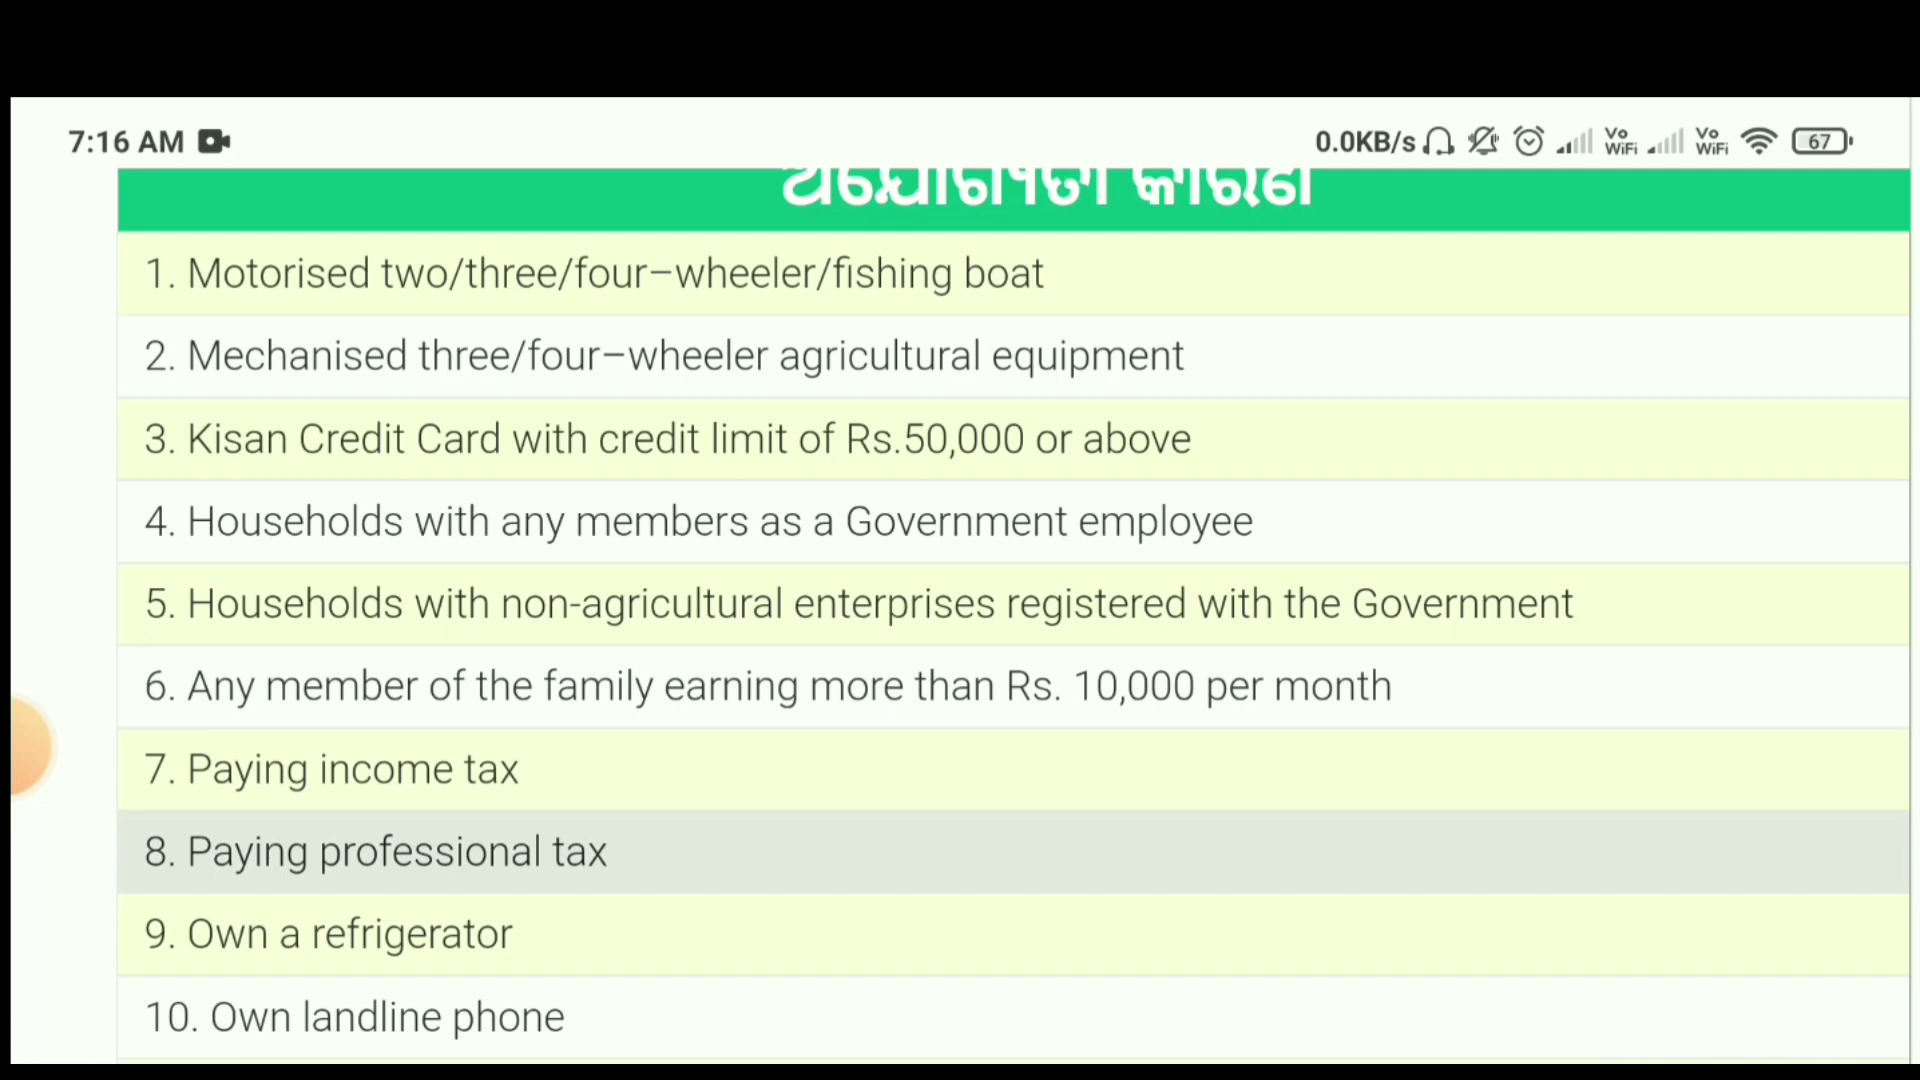 7:16 AM
0.0KB/s Vo WiFi Vo WiFi 67
ଅଯୋଗ୍ୟତା କାରଣ
1. Motorised two/three/four–wheeler/fishing boat
2. Mechanised three/four–wheeler agricultural equipment
3. Kisan Credit Card with credit limit of Rs.50,000 or above
4. Households with any members as a Government employee
5. Households with non-agricultural enterprises registered with the Government
6. Any member of the family earning more than Rs. 10,000 per month
7. Paying income tax
8. Paying professional tax
9. Own a refrigerator
10. Own landline phone